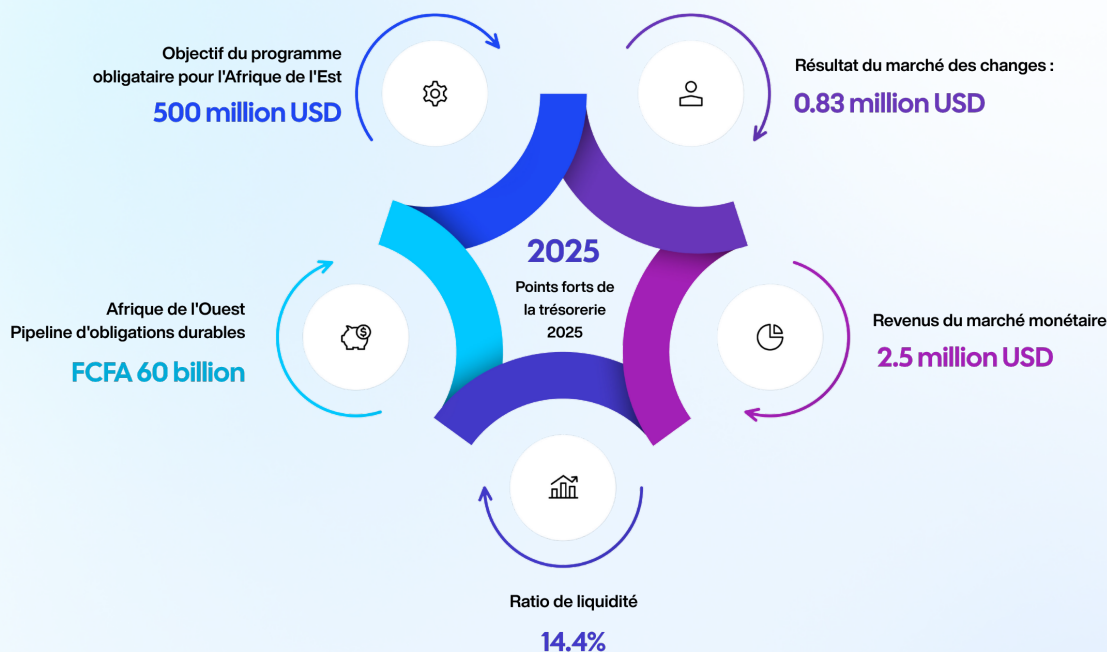 Objectif du programme
obligataire pour l'Afrique de l'Est
500 million USD
Résultat du marché des changes :
0.83 million USD
2025
Points forts de
la trésorerie
2025
Afrique de l'Ouest
Pipeline d'obligations durables
FCFA 60 billion
Revenus du marché monétaire
2.5 million USD
Ratio de liquidité
14.4%